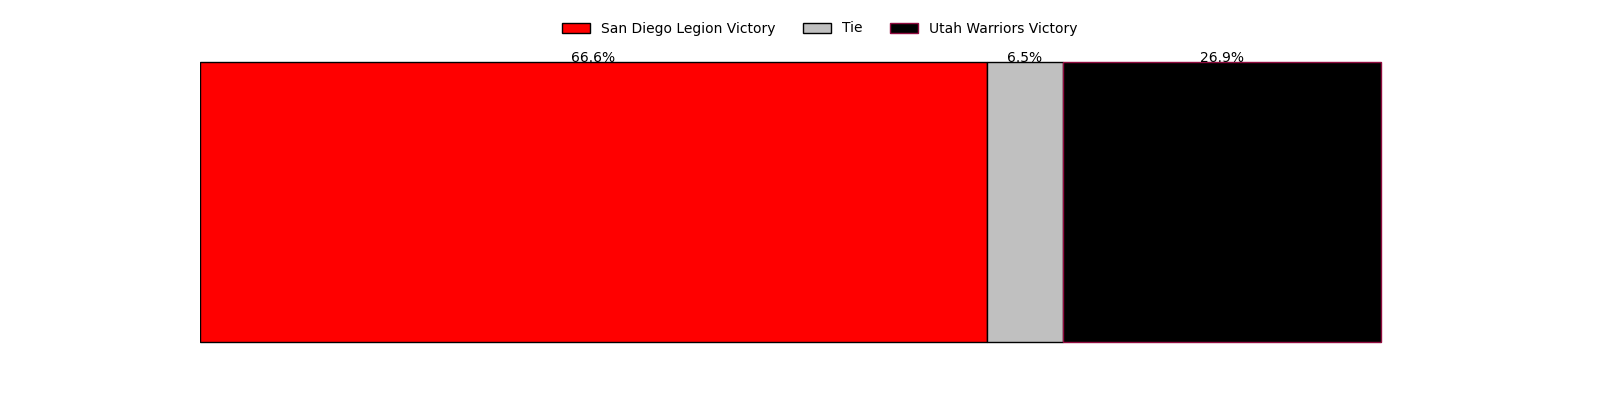 San Diego Legion Victory Tie Utah Warriors Victory
66.6% 6.5% 26.9%